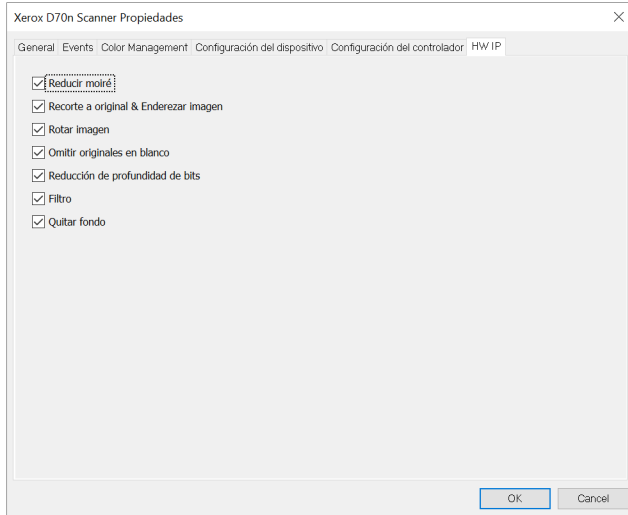 Xerox D70n Scanner Propiedades
General Events Color Management Configuración del dispositivo Configuración del controlador HW IP
Reducir moiré
Recorte a original & Enderezar imagen
Rotar imagen
Omitir originales en blanco
Reducción de profundidad de bits
Filtro
Quitar fondo
OK Cancel